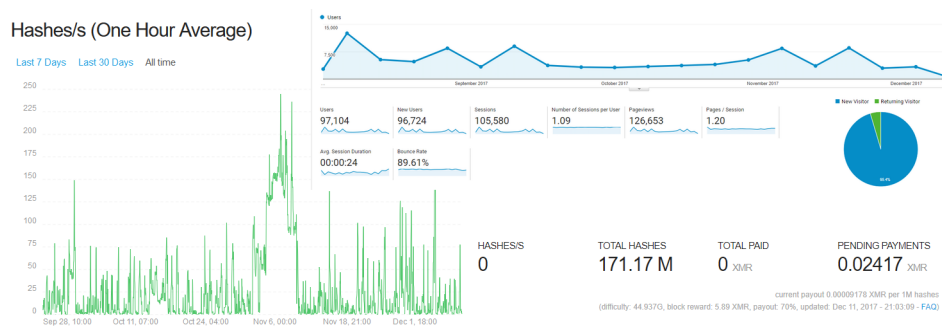 Hashes/s (One Hour Average)
Last 7 Days Last 30 Days All time
250
225
200
175
150
125
100
75
50
25
0
Sep 28, 10:00 Oct 11, 07:00 Oct 24, 04:00 Nov 6, 00:00 Nov 18, 21:00 Dec 1, 18:00
Users
15,000
September 2017 October 2017 November 2017 December 2017
Users New Users Sessions Number of Sessions per User Pageviews Pages / Session
97,104 96,724 105,580 1.09 126,653 1.20
Avg. Session Duration Bounce Rate
00:00:24 89.61%
New Visitor Returning Visitor
HASHES/S TOTAL HASHES TOTAL PAID PENDING PAYMENTS
0 171.17 M 0 XMR 0.02417 XMR
current payout 0.00009178 XMR per 1M hashes
(difficulty: 44.937G, block reward: 5.89 XMR, payout: 70%, updated: Dec 11, 2017 - 21:03:09 - FAQ)